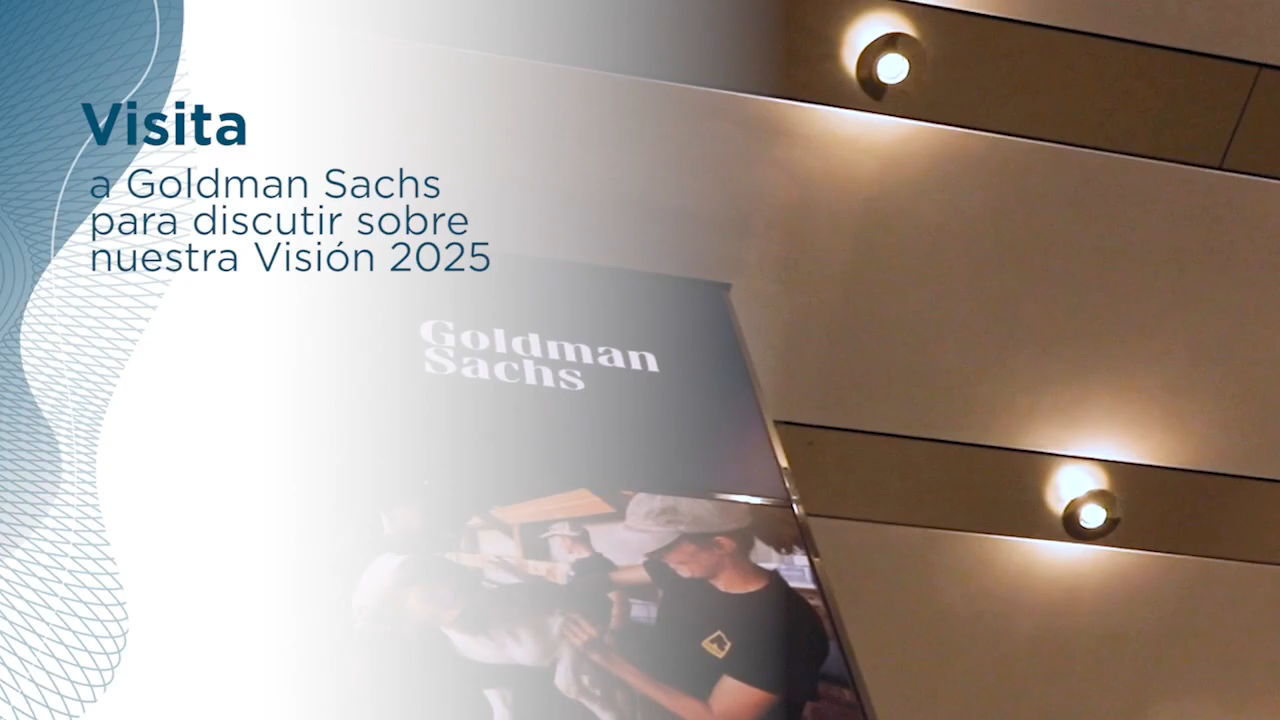 Visita
a Goldman Sachs
para discutir sobre
nuestra Visión 2025
Goldman
Sachs